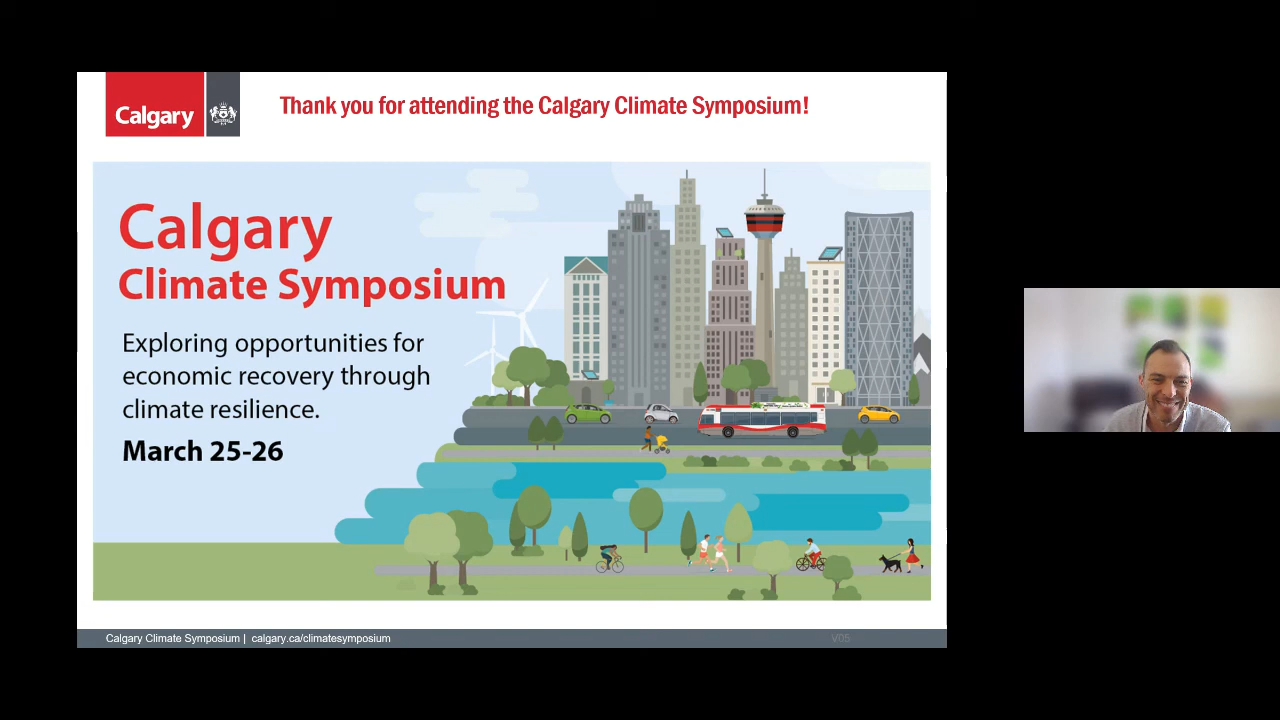 Calgary
Thank you for attending the Calgary Climate Symposium!
Calgary
Climate Symposium
Exploring opportunities for
economic recovery through
climate resilience.
March 25-26
Calgary Climate Symposium | calgary.ca/climatesymposium
V05